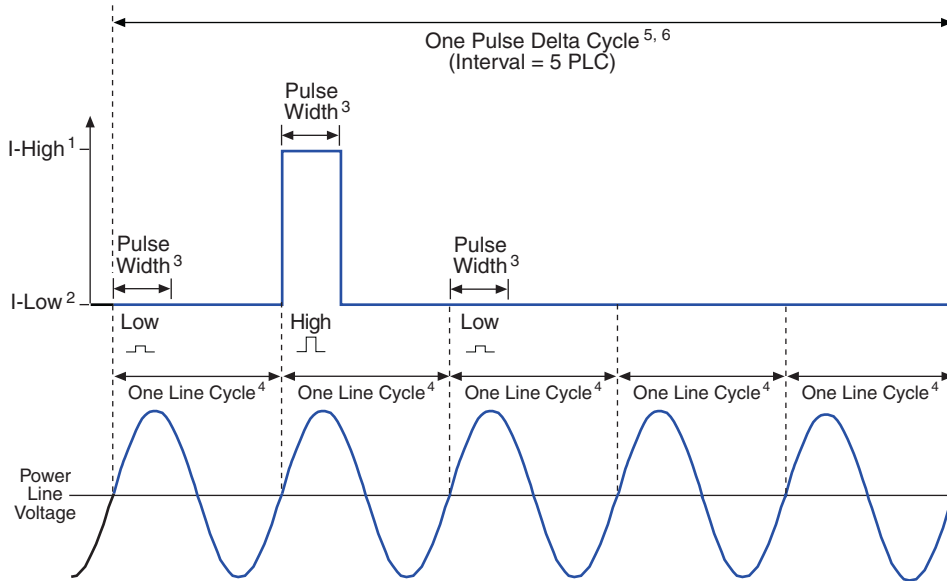 One Pulse Delta Cycle 5, 6
(Interval = 5 PLC)
Pulse
Width 3
I-High 1
Pulse
Width 3
Pulse
Width 3
I-Low 2
Low
High
Low
One Line Cycle 4
One Line Cycle 4
One Line Cycle 4
One Line Cycle 4
One Line Cycle 4
Power
Line
Voltage